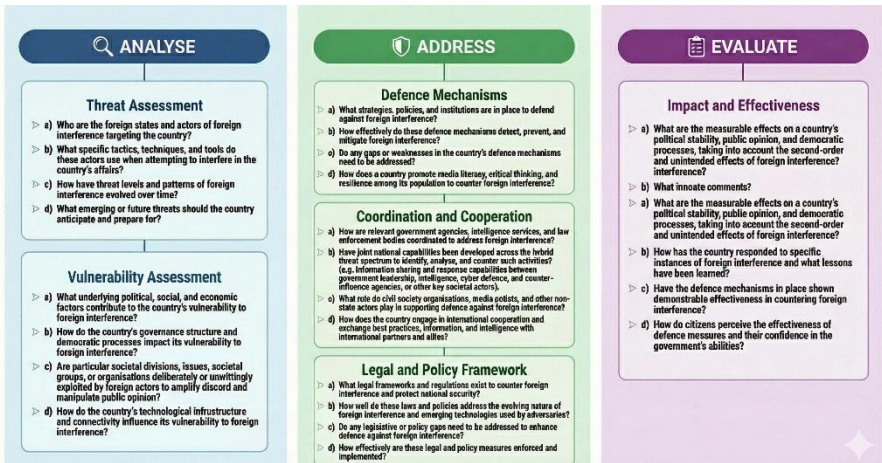 ANALYSE
Threat Assessment
a) Who are the foreign states and actors of foreign
interference targeting the country?
b) What specific tactics, techniques, and tools do
these actors use when attempting to interfere in the
country's affairs?
c) How have threat levels and patterns of foreign
interference evolved over time?
d) What emerging or future threats should the country
anticipate and prepare for?
Vulnerability Assessment
a) What underlying political, social, and economic
factors contribute to the country's vulnerability to
foreign interference?
b) How do the country's governance structure and
democratic processes impact its vulnerability to
foreign interference?
c) Are particular societal divisions, issues, societal
groups, or organisations deliberately or unwittingly
exploited by foreign actors to amplify discord and
manipulate public opinion?
d) How do the country's technological infrastructure
and connectivity influence its vulnerability to foreign
interference?
ADDRESS
Defence Mechanisms
a) What strategies, policies, and institutions are in place to defend
against foreign interference?
b) How effectively do these defence mechanisms detect, prevent, and
mitigate foreign interference?
c) Do any gaps or weaknesses in the country's defence mechanisms
need to be addressed?
d) How does a country promote media literacy, critical thinking, and
resilience among its population to counter foreign interference?
Coordination and Cooperation
a) How are relevant government agencies, intelligence services, and law
enforcement bodies coordinated to address foreign interference?
b) Have joint national capabilities been developed across the hybrid
threat spectrum to identify, analyse, and counter such activities?
(e.g. Information sharing and response capabilities between
government leadership, intelligence, cyber defence, and counter-
influence agencies, or other key societal actors).
c) What role do civil society organisations, media potists, and other non-
state actors play in supporting defence against foreign interference?
d) How does the country engage in international cooperation and
exchange best practices, information, and intelligence with
international partners and allies?
Legal and Policy Framework
a) What legal frameworks and regulations exist to counter foreign
interference and protect national security?
b) How well do these laws and policies address the evolving nature of
foreign interference and emerging technologies used by adversaries?
c) Do any legislative or policy gaps need to be addressed to enhance
defence against foreign interference?
d) How effectively are these legal and policy measures enforced and
implemented?
EVALUATE
Impact and Effectiveness
a) What are the measurable effects on a country's
political stability, public opinion, and democratic
processes, taking into account the second-order
and unintended effects of foreign interference?
interference?
b) What innoate comments?
a) What are the measurable effects on a country's
political stability, public opinion, and democratic
processes, taking into account the second-order
and unintended effects of foreign interference?
b) How has the country responded to specific
instances of foreign interference and what lessons
have been learned?
c) Have the defence mechanisms in place shown
demonstrable effectiveness in countering foreign
interference?
d) How do citizens perceive the effectiveness of
defence measures and their confidence in the
government's abilities?